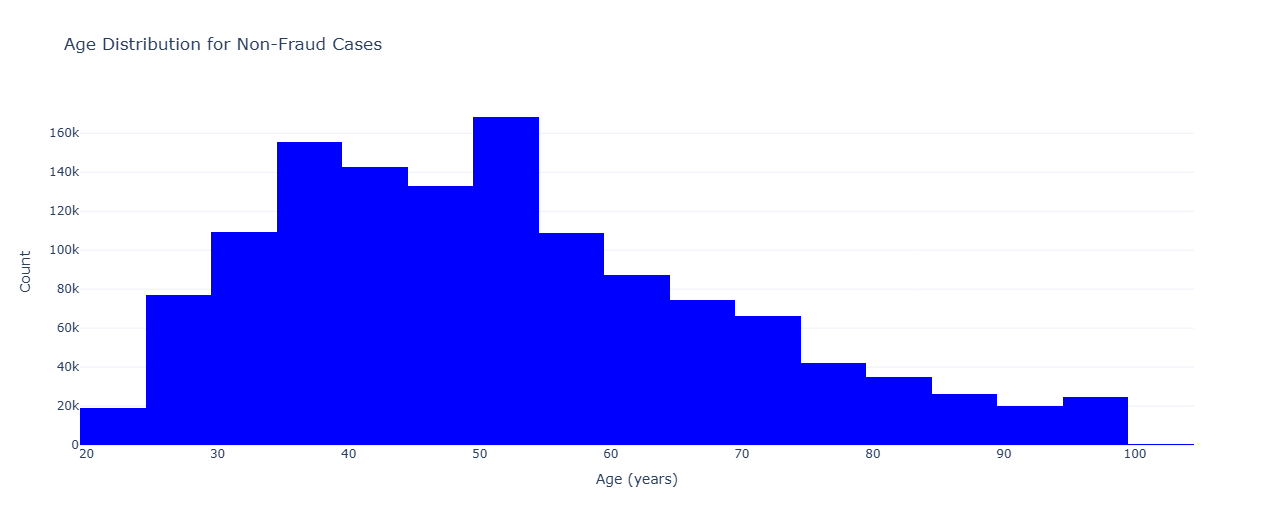 Age Distribution for Non-Fraud Cases
160k
140k
120k
100k
80k
60k
40k
20k
0
Count
20 30 40 50 60 70 80 90 100
Age (years)